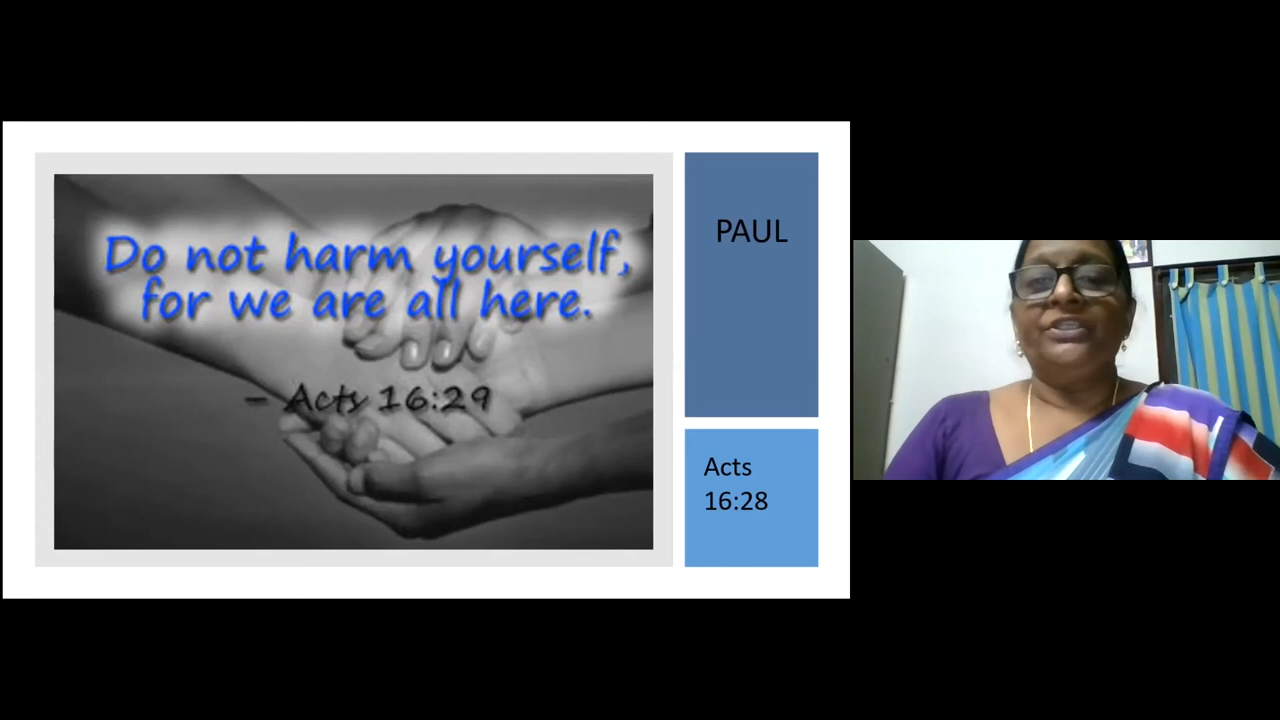 Do not harm yourself,
for we are all here.
– Acts 16:29
PAUL
Acts
16:28